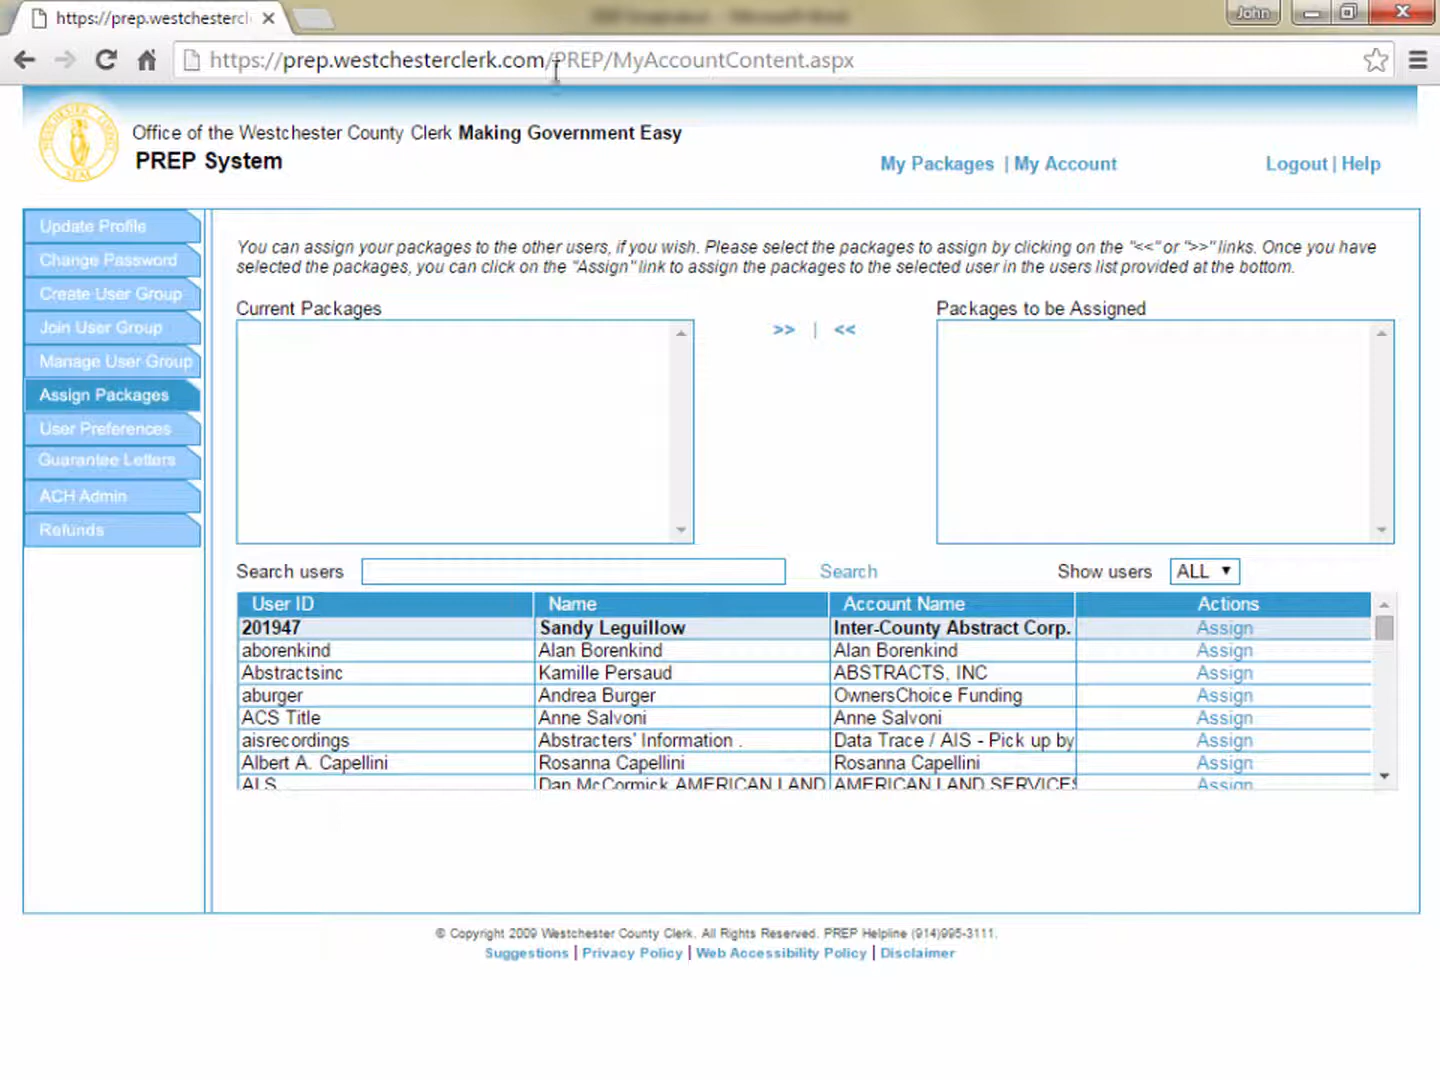 https://prep.westchestercl
John
https://prep.westchesterclerk.com/PREP/MyAccountContent.aspx
Office of the Westchester County Clerk Making Government Easy
PREP System
My Packages | My Account
Logout | Help
Update Profile
Change Password
Create User Group
Join User Group
Manage User Group
Assign Packages
User Preferences
Guarantee Letters
ACH Admin
Refunds
You can assign your packages to the other users, if you wish. Please select the packages to assign by clicking on the "<<" or ">>" links. Once you have
selected the packages, you can click on the "Assign" link to assign the packages to the selected user in the users list provided at the bottom.
Current Packages
>> | <<
Packages to be Assigned
Search users
Search
Show users ALL
User ID Name Account Name Actions
201947 Sandy Leguillow Inter-County Abstract Corp. Assign
aborenkind Alan Borenkind Alan Borenkind Assign
Abstractsinc Kamille Persaud ABSTRACTS, INC Assign
aburger Andrea Burger OwnersChoice Funding Assign
ACS Title Anne Salvoni Anne Salvoni Assign
aisrecordings Abstracters' Information . Data Trace / AIS - Pick up by Assign
Albert A. Capellini Rosanna Capellini Rosanna Capellini Assign
ALS Dan McCormick AMERICAN LAND AMERICAN LAND SERVICES Assign
© Copyright 2009 Westchester County Clerk. All Rights Reserved. PREP Helpline (914)995-3111.
Suggestions | Privacy Policy | Web Accessibility Policy | Disclaimer